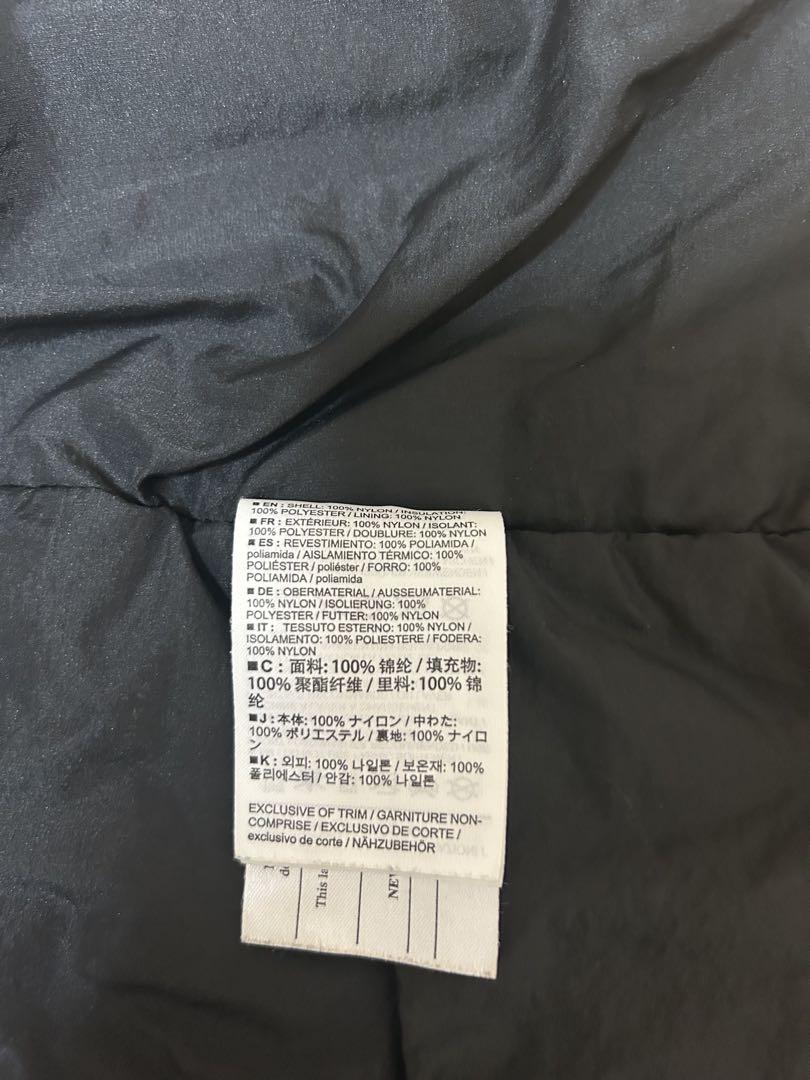 ■ EN : SHELL: 100% NYLON / INSULATION:
100% POLYESTER / LINING: 100% NYLON
■ FR : EXTÉRIEUR: 100% NYLON / ISOLANT:
100% POLYESTER / DOUBLURE: 100% NYLON
■ ES : REVESTIMIENTO: 100% POLIAMIDA /
poliamida / AISLAMIENTO TÉRMICO: 100%
POLIÉSTER / poliéster / FORRO: 100%
POLIAMIDA / poliamida
■ DE : OBERMATERIAL / AUSSEUMATERIAL:
100% NYLON / ISOLIERUNG: 100%
POLYESTER / FUTTER: 100% NYLON
■ IT : TESSUTO ESTERNO: 100% NYLON /
ISOLAMENTO: 100% POLIESTERE / FODERA:
100% NYLON
■ C : 面料: 100% 锦纶 / 填充物:
100% 聚酯纤维 / 里料: 100% 锦
纶
■ J : 本体: 100% ナイロン / 中わた:
100% ポリエステル / 裏地: 100% ナイロ
ン
■ K : 외피: 100% 나일론 / 보온재: 100%
폴리에스터 / 안감: 100% 나일론
EXCLUSIVE OF TRIM / GARNITURE NON-
COMPRISE / EXCLUSIVO DE CORTE /
exclusivo de corte / NÄHZUBEHÖR
This la
NEV